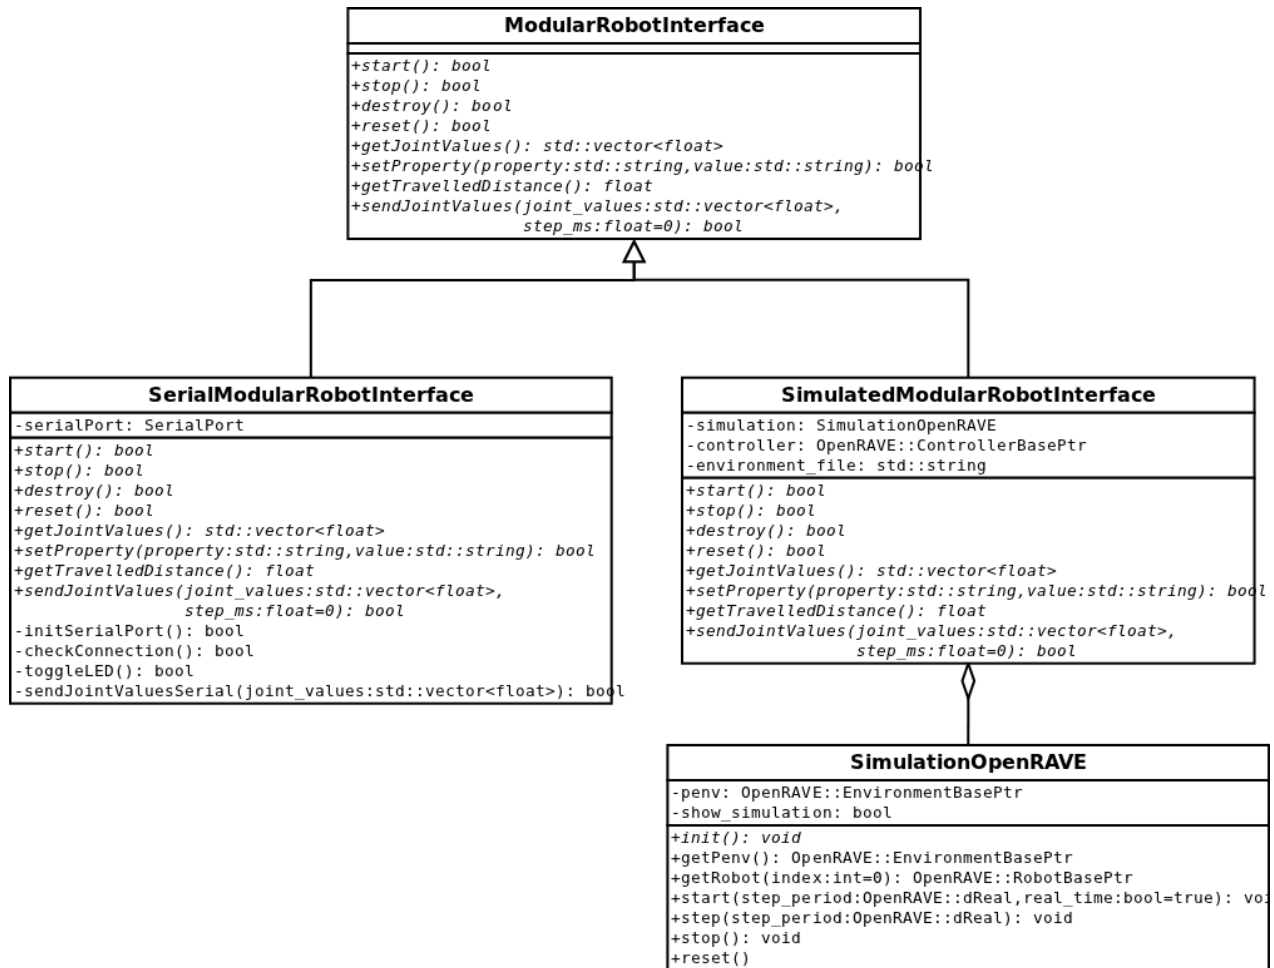 ModularRobotInterface
+start(): bool
+stop(): bool
+destroy(): bool
+reset(): bool
+getJointValues(): std::vector<float>
+setProperty(property:std::string,value:std::string): bool
+getTravelledDistance(): float
+sendJointValues(joint_values:std::vector<float>,
step_ms:float=0): bool
SerialModularRobotInterface
-serialPort: SerialPort
+start(): bool
+stop(): bool
+destroy(): bool
+reset(): bool
+getJointValues(): std::vector<float>
+setProperty(property:std::string,value:std::string): bool
+getTravelledDistance(): float
+sendJointValues(joint_values:std::vector<float>,
step_ms:float=0): bool
-initSerialPort(): bool
-checkConnection(): bool
-toggleLED(): bool
-sendJointValuesSerial(joint_values:std::vector<float>): bool
SimulatedModularRobotInterface
-simulation: SimulationOpenRAVE
-controller: OpenRAVE::ControllerBasePtr
-environment_file: std::string
+start(): bool
+stop(): bool
+destroy(): bool
+reset(): bool
+getJointValues(): std::vector<float>
+setProperty(property:std::string,value:std::string): bool
+getTravelledDistance(): float
+sendJointValues(joint_values:std::vector<float>,
step_ms:float=0): bool
SimulationOpenRAVE
-penv: OpenRAVE::EnvironmentBasePtr
-show_simulation: bool
+init(): void
+getPenv(): OpenRAVE::EnvironmentBasePtr
+getRobot(index:int=0): OpenRAVE::RobotBasePtr
+start(step_period:OpenRAVE::dReal,real_time:bool=true): voi
+step(step_period:OpenRAVE::dReal): void
+stop(): void
+reset()